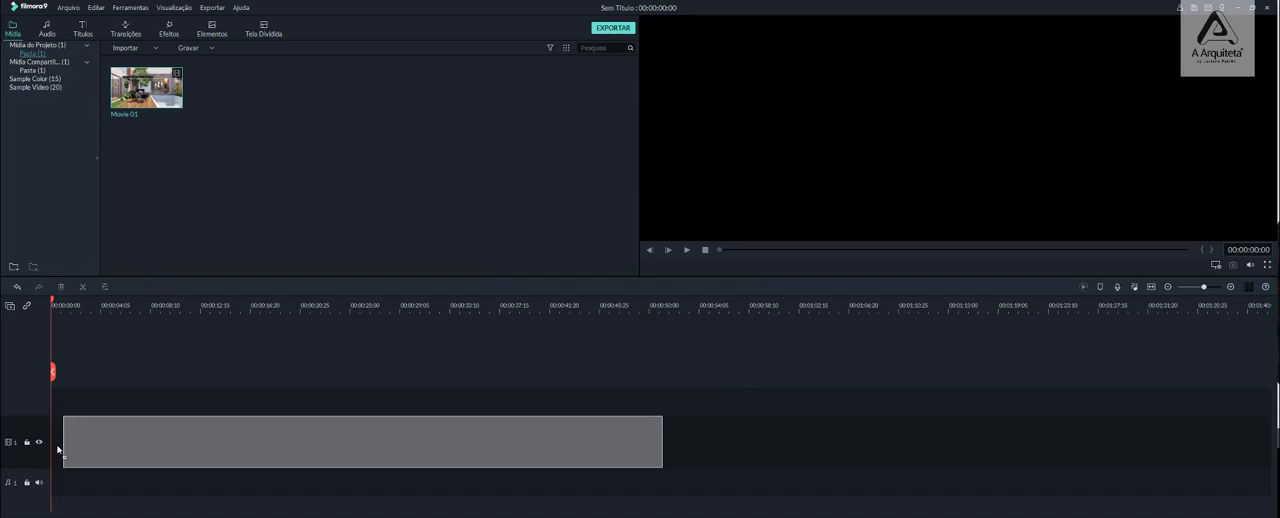 filmora9 Arquivo Editar Ferramentas Visualização Exportar Ajuda Sem Título : 00:00:00:00
Mídia Áudio Títulos Transições Efeitos Elementos Tela Dividida EXPORTAR
Mídia do Projeto (1)
Pasta (1)
Mídia Compartil... (1)
Pasta (1)
Sample Color (15)
Sample Video (20)
Importar Gravar Pesquisa
Movie 01
A Arquiteta
00:00:00:00
00:00:00:00 00:00:04:05 00:00:08:10 00:00:12:15 00:00:16:20 00:00:20:25 00:00:25:00 00:00:29:05 00:00:33:10 00:00:37:15 00:00:41:20 00:00:45:25 00:00:50:00 00:00:54:05 00:00:58:10 00:01:02:15 00:01:06:20 00:01:10:25 00:01:15:00 00:01:19:05 00:01:23:10 00:01:27:15 00:01:31:20 00:01:35:25 00:01:40:
1
1